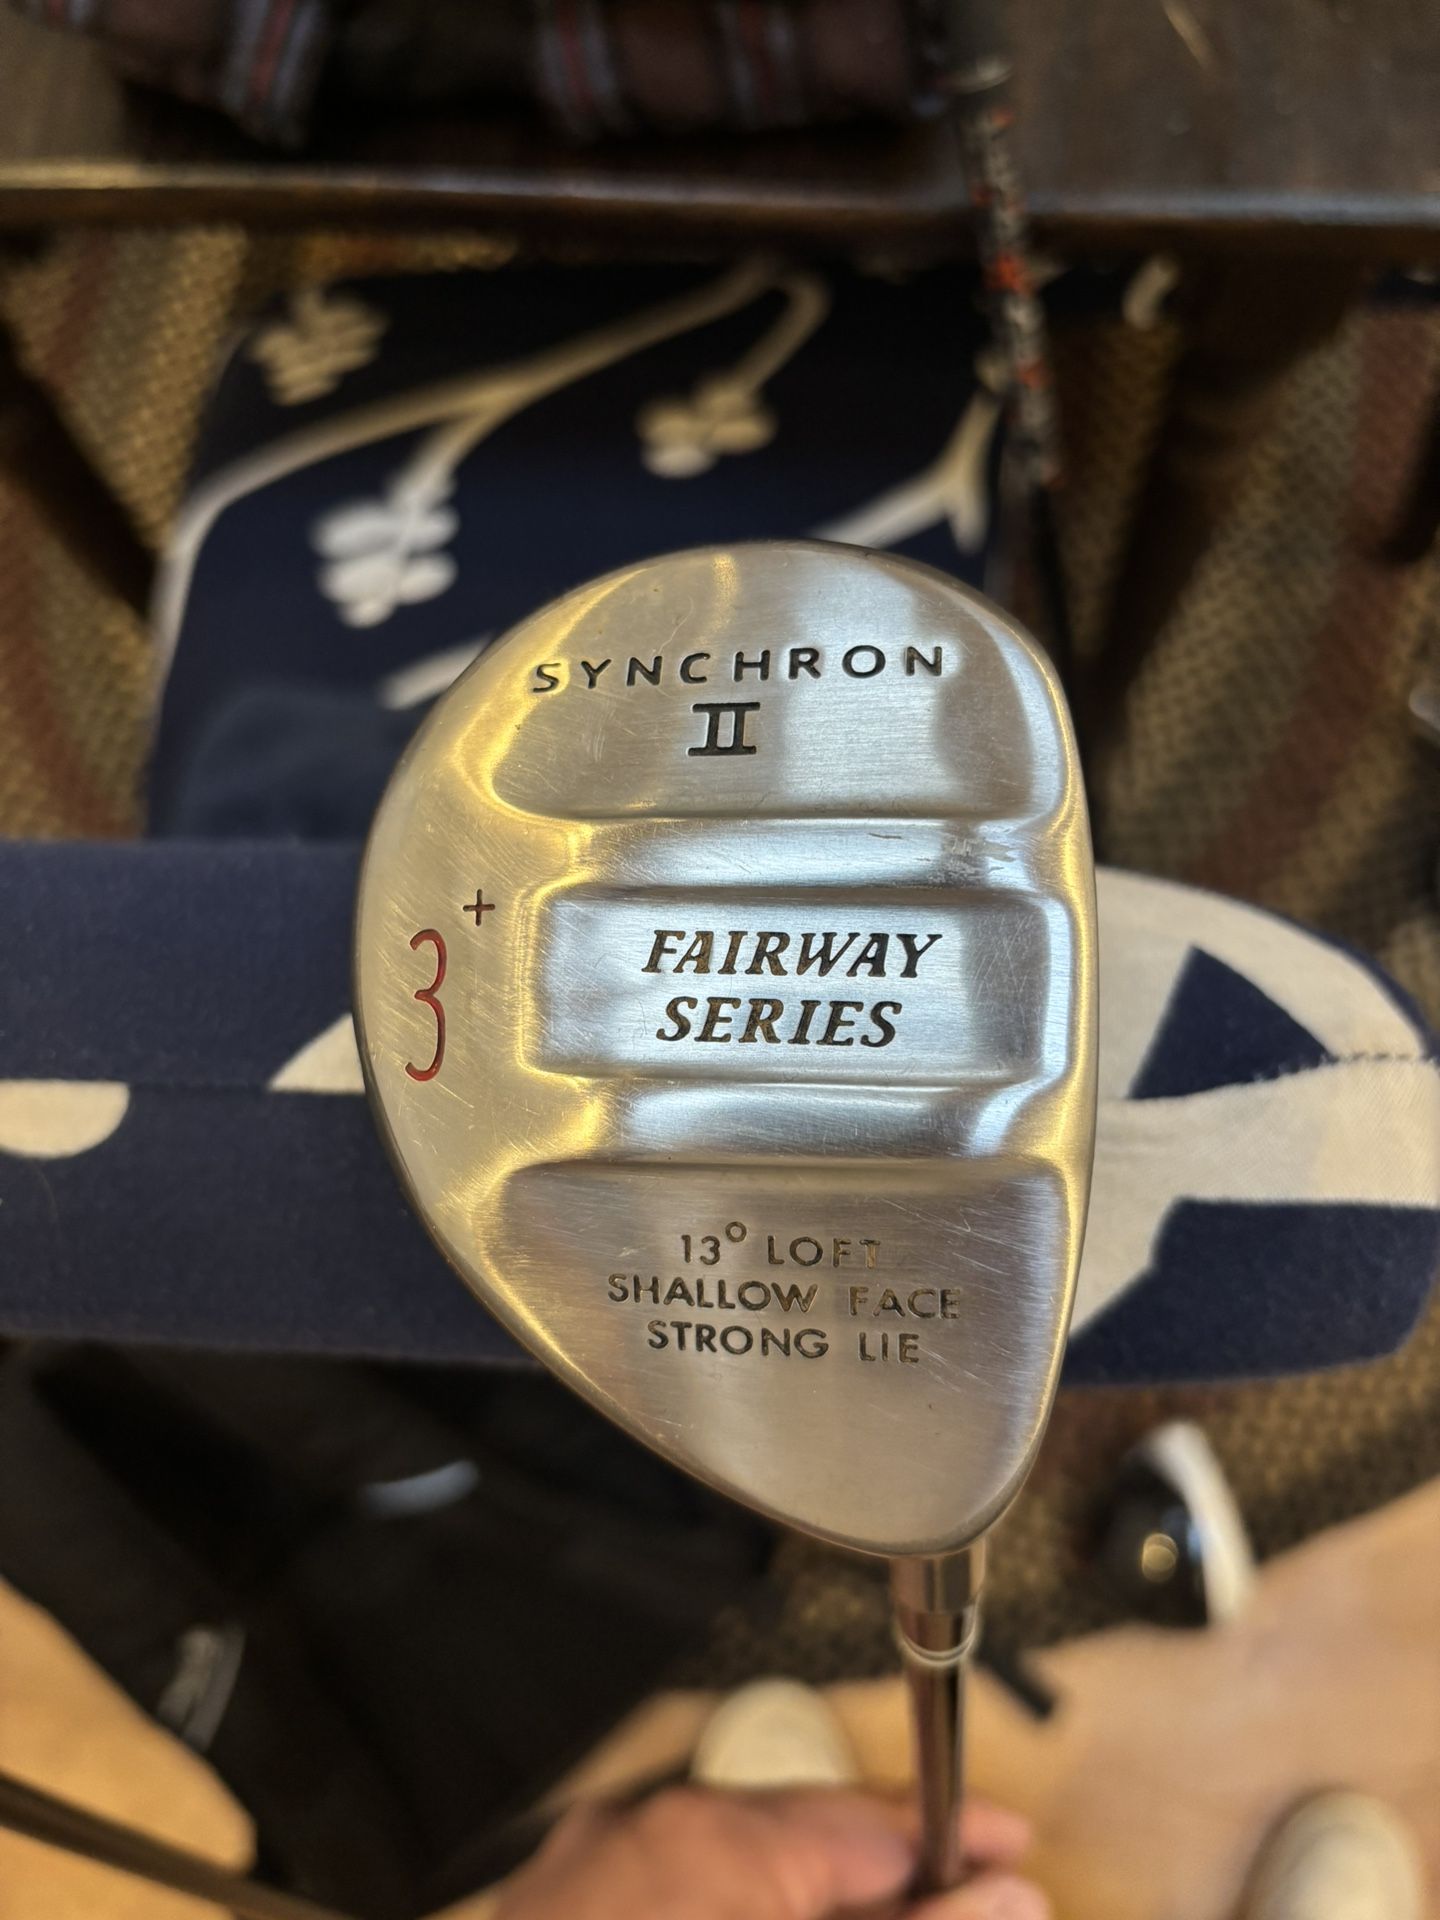 SYNCHRON
II
3+
FAIRWAY
SERIES
13° LOFT
SHALLOW FACE
STRONG LIE